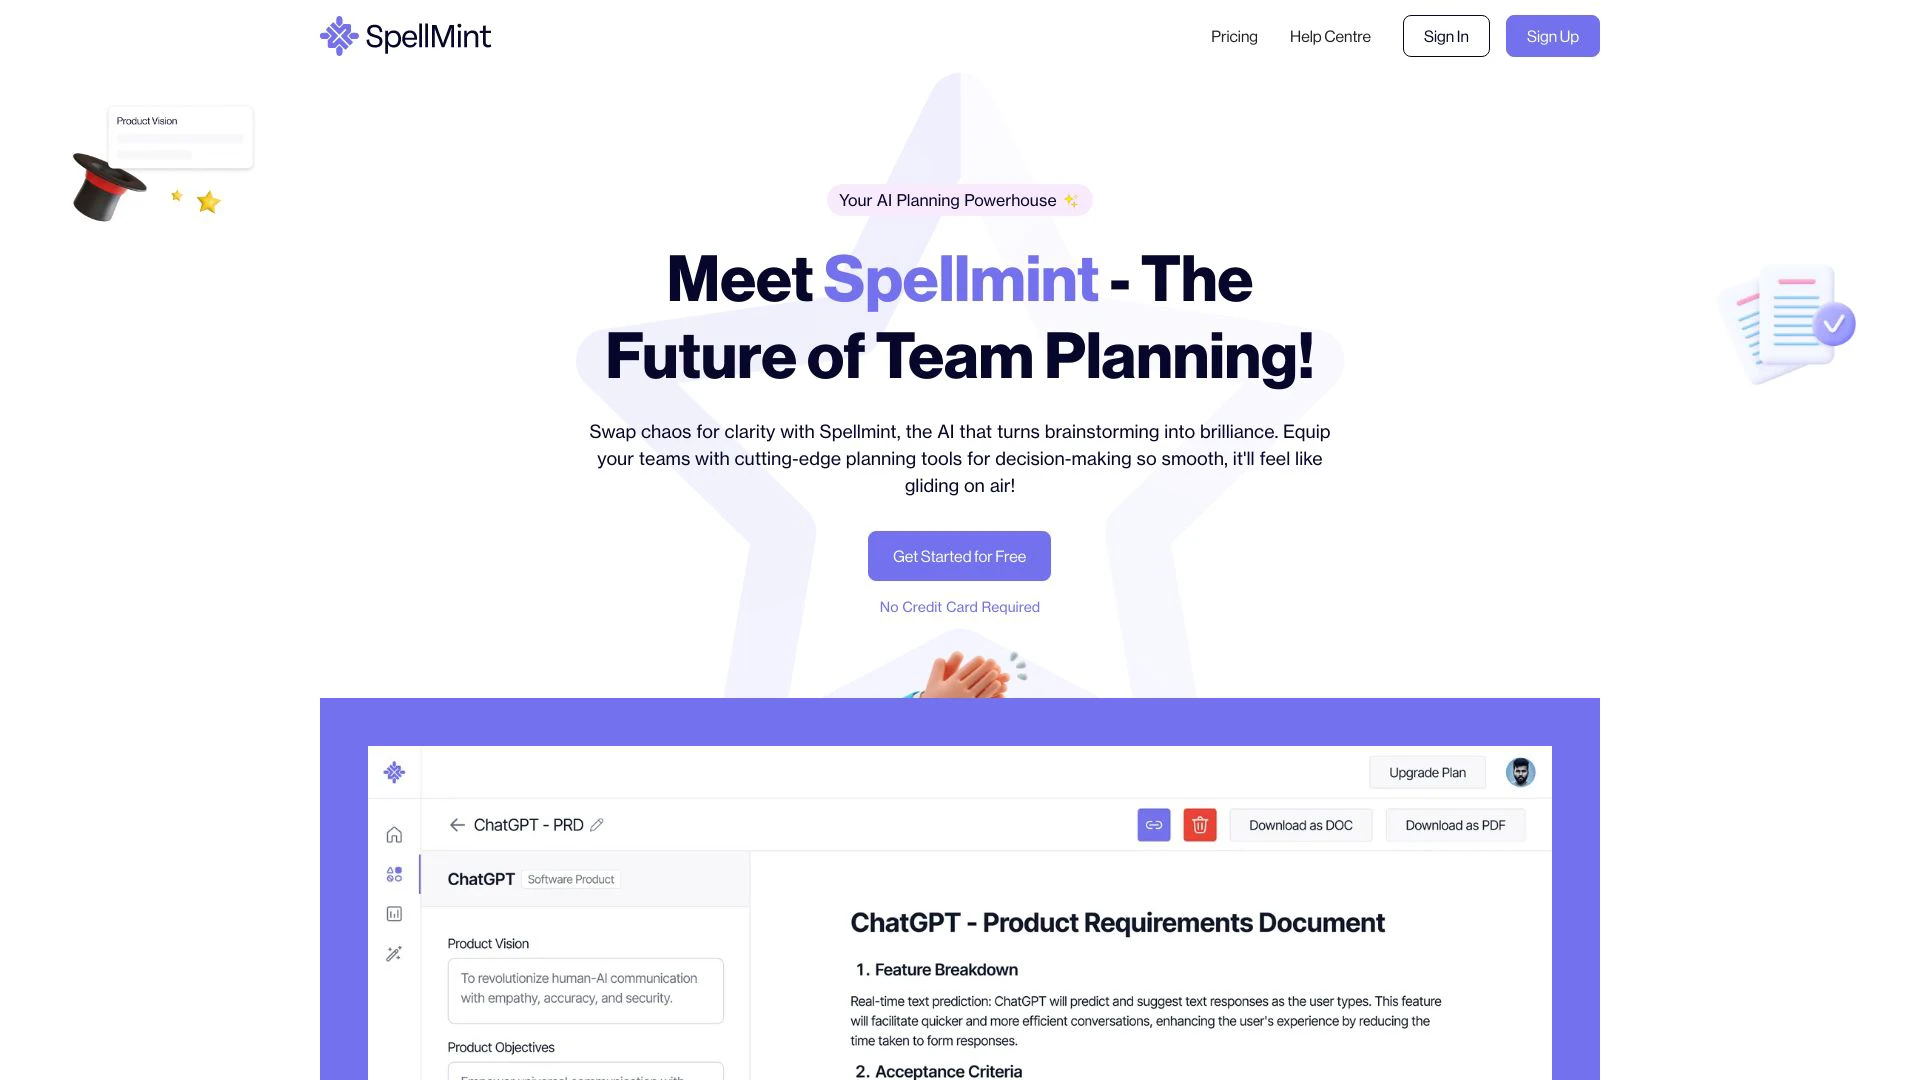 SpellMint
Pricing
Help Centre
Sign In
Sign Up
Product Vision
Your AI Planning Powerhouse
Meet Spellmint - The
Future of Team Planning!
Swap chaos for clarity with Spellmint, the AI that turns brainstorming into brilliance. Equip
your teams with cutting-edge planning tools for decision-making so smooth, it'll feel like
gliding on air!
Get Started for Free
No Credit Card Required
Upgrade Plan
ChatGPT - PRD
Download as DOC
Download as PDF
ChatGPT
Software Product
Product Vision
To revolutionize human-AI communication
with empathy, accuracy, and security.
Product Objectives
ChatGPT - Product Requirements Document
1. Feature Breakdown
Real-time text prediction: ChatGPT will predict and suggest text responses as the user types. This feature
will facilitate quicker and more efficient conversations, enhancing the user's experience by reducing the
time taken to form responses.
2. Acceptance Criteria